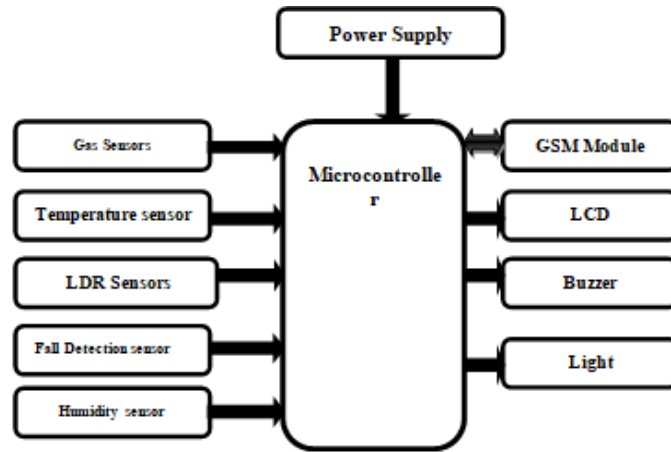 Power Supply
Gas Sensors
Temperature sensor
LDR Sensors
Fall Detection sensor
Humidity sensor
Microcontrolle
r
GSM Module
LCD
Buzzer
Light